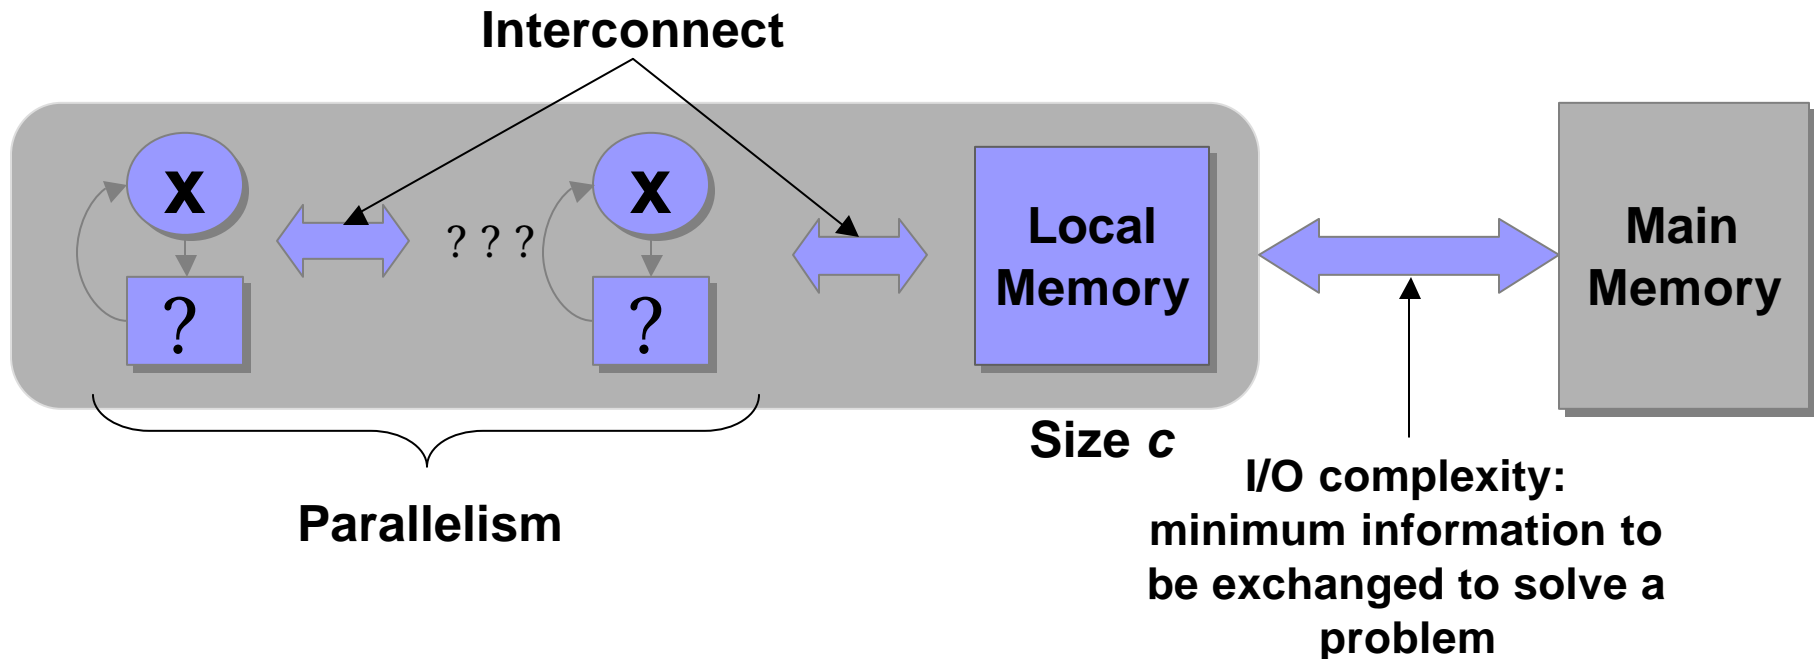 Interconnect
x
? ? ?
x
?
?
Local
Memory
Main
Memory
Size c
Parallelism
I/O complexity:
minimum information to
be exchanged to solve a
problem